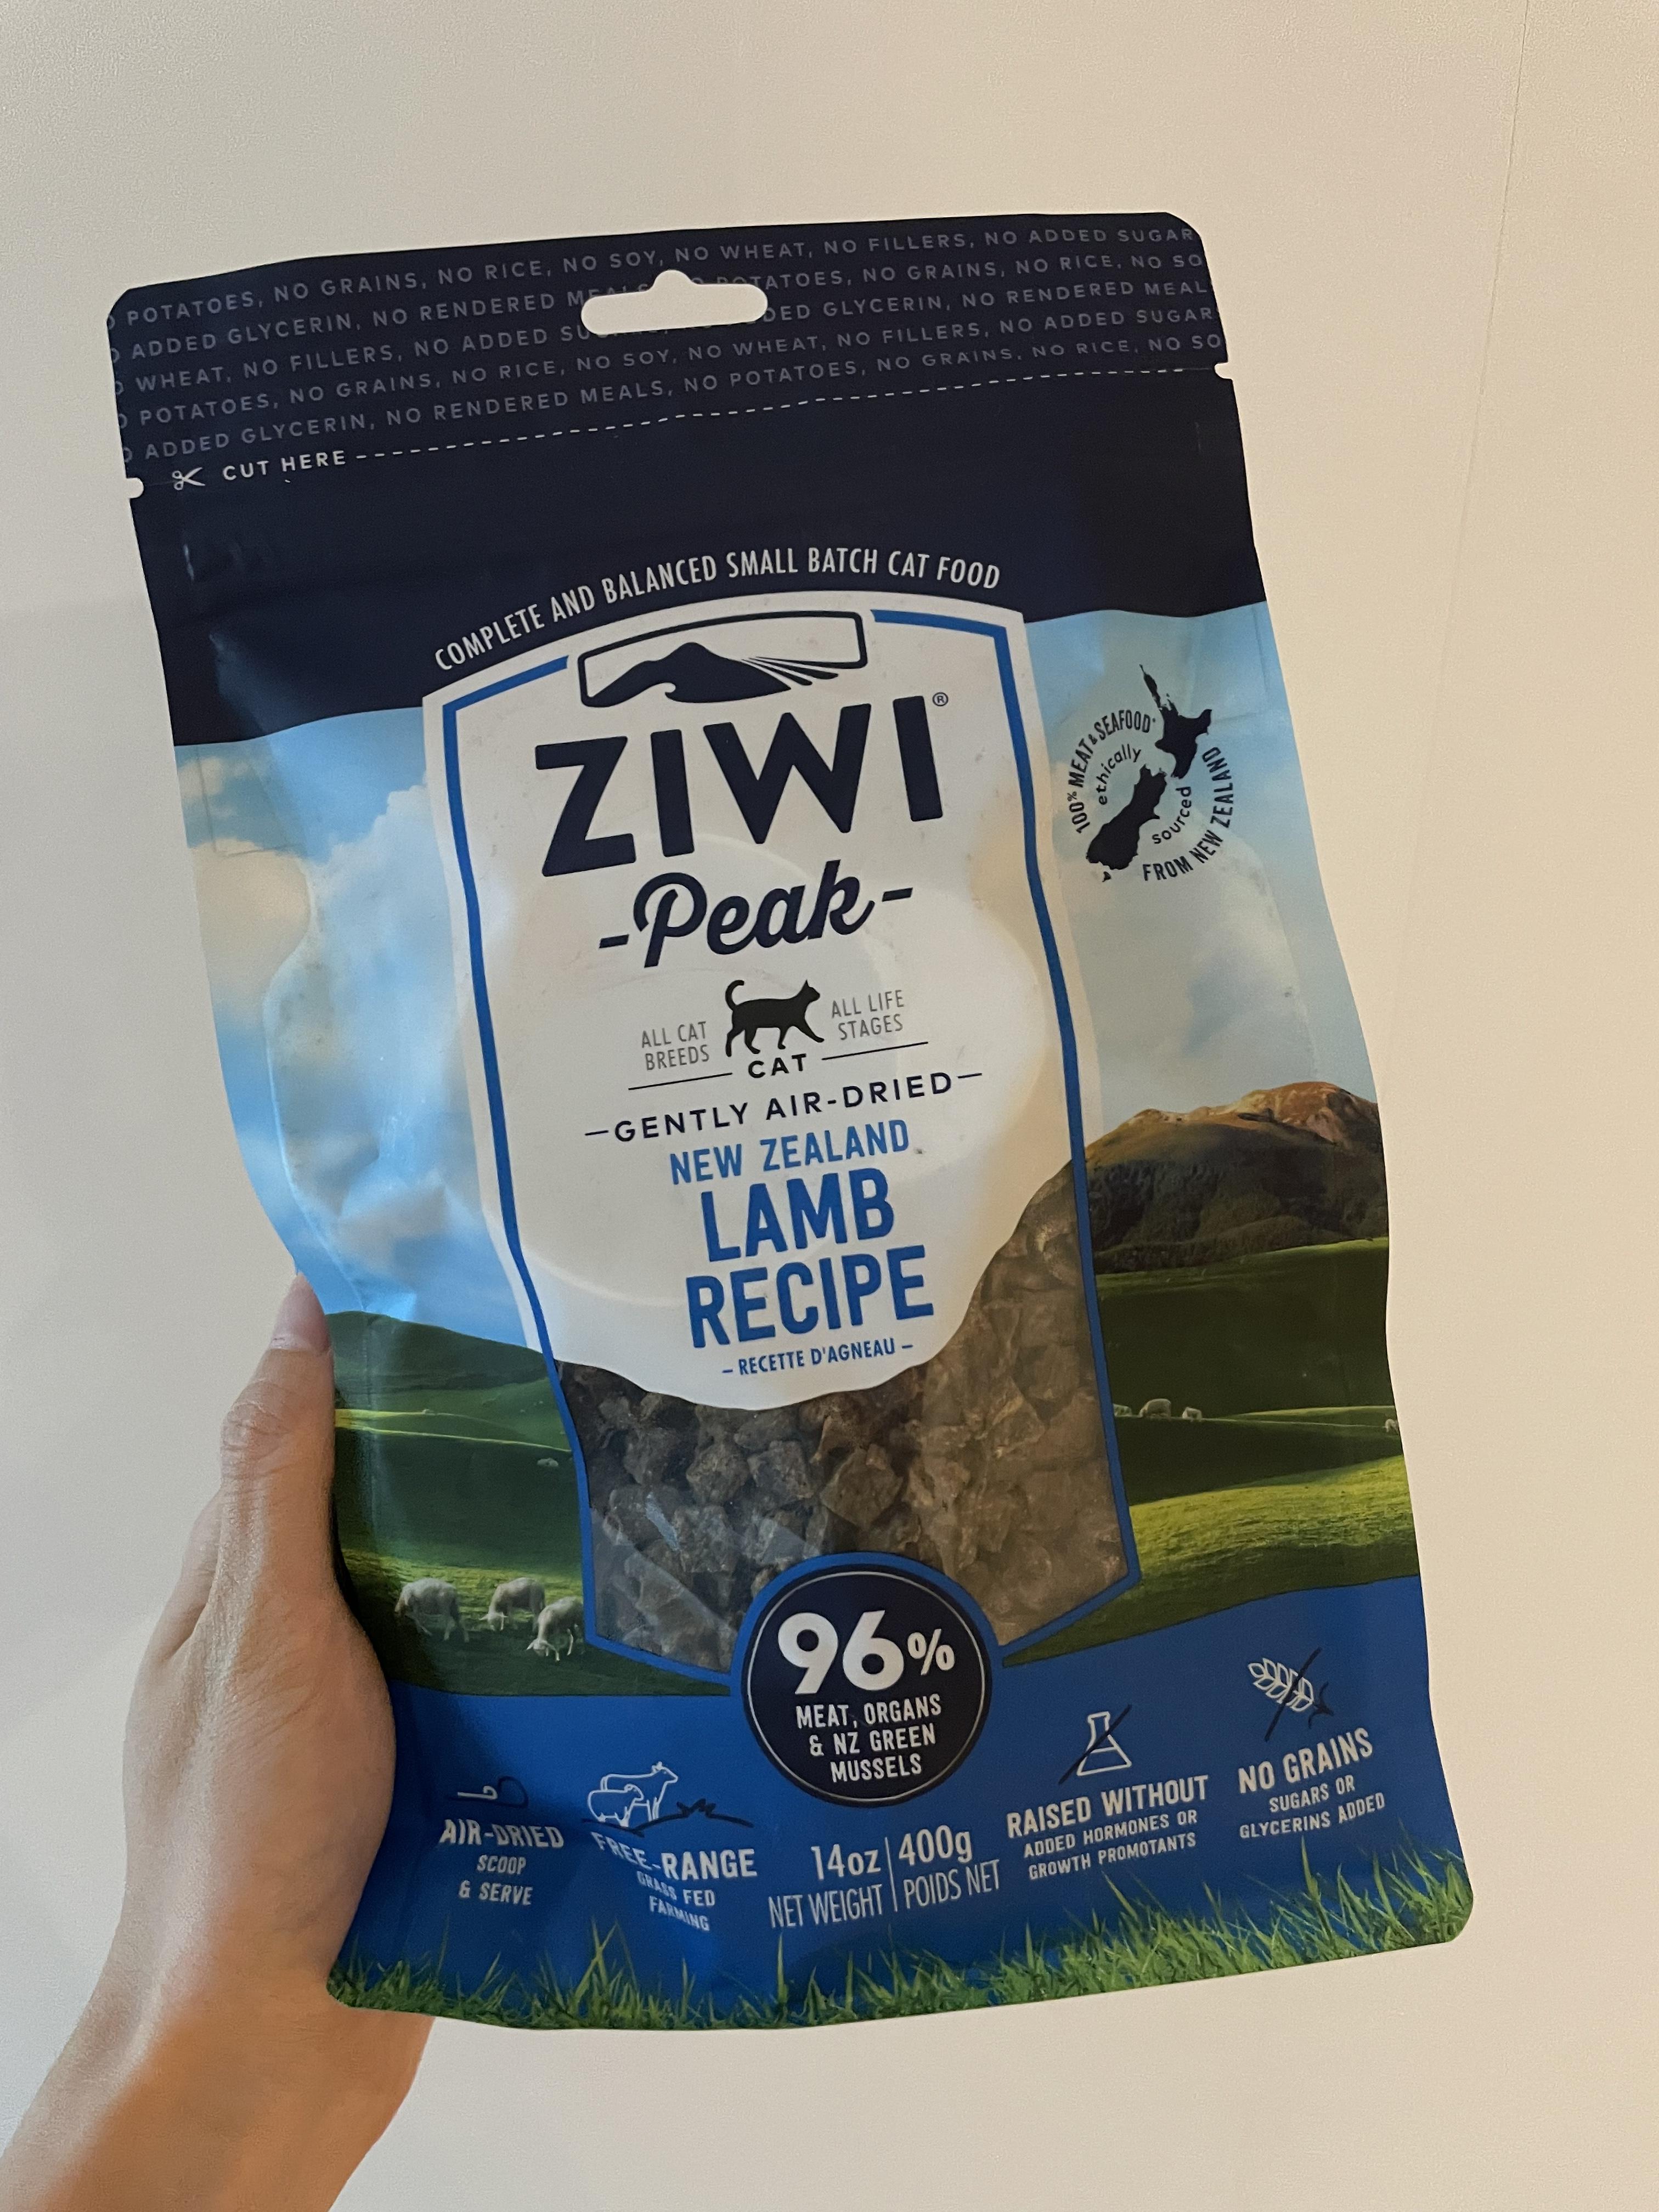 POTATOES, NO GRAINS, NO RICE, NO SOY, NO WHEAT, NO FILLERS, NO ADDED SUGAR
ADDED GLYCERIN, NO RENDERED MEALS, NO POTATOES, NO GRAINS, NO RICE, NO SO
WHEAT, NO FILLERS, NO ADDED SU DED GLYCERIN, NO RENDERED MEAL
POTATOES, NO GRAINS, NO RICE, NO SOY, NO WHEAT, NO FILLERS, NO ADDED SUGAR
ADDED GLYCERIN, NO RENDERED MEALS, NO POTATOES, NO GRAINS, NO RICE, NO SO
CUT HERE
COMPLETE AND BALANCED SMALL BATCH CAT FOOD
ZIWI®
-Peak-
100% MEAT & SEAFOOD*
ethically
sourced
FROM NEW ZEALAND
ALL CAT
BREEDS
ALL LIFE
STAGES
CAT
—GENTLY AIR-DRIED—
NEW ZEALAND
LAMB
RECIPE
– RECETTE D'AGNEAU –
96%
MEAT, ORGANS
& NZ GREEN
MUSSELS
AIR-DRIED
SCOOP
& SERVE
FREE-RANGE
GRASS FED
FARMING
14oz | 400g
NET WEIGHT | POIDS NET
RAISED WITHOUT
ADDED HORMONES OR
GROWTH PROMOTANTS
NO GRAINS
SUGARS OR
GLYCERINS ADDED